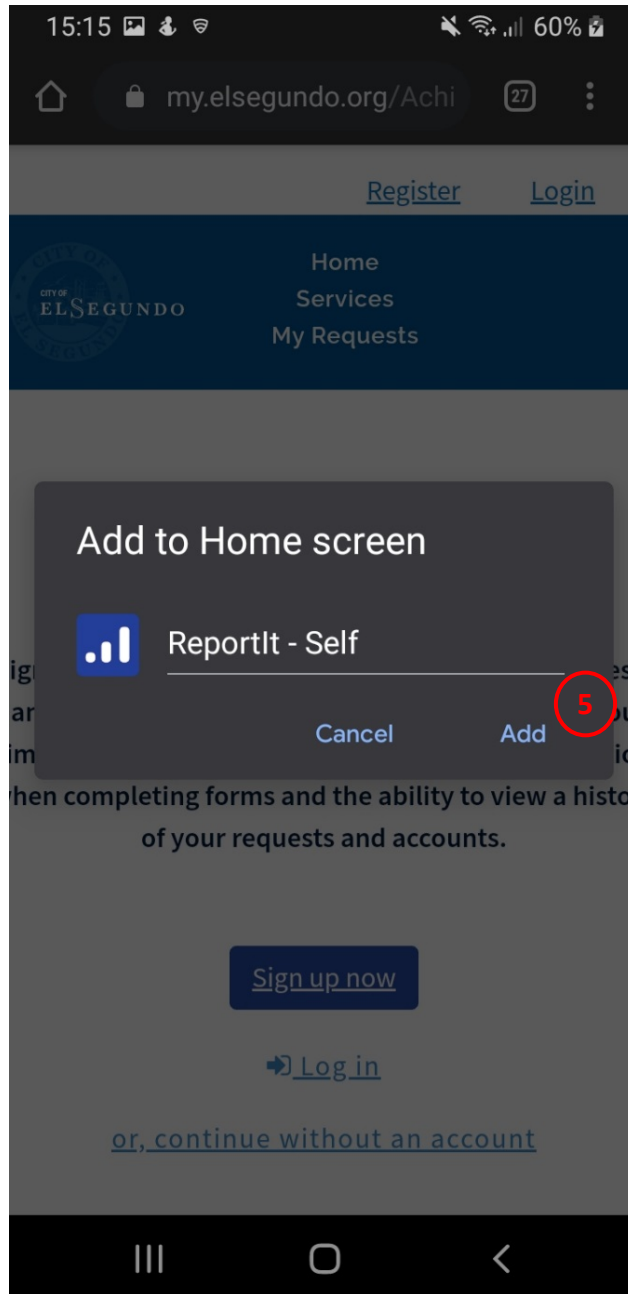 15:15 60%
my.elsegundo.org/Achi 27
Register Login
CITY OF
ELSEGUNDO
Home
Services
My Requests
Add to Home screen
ReportIt - Self
5
Cancel Add
hen completing forms and the ability to view a histo
of your requests and accounts.
Sign up now
Log in
or, continue without an account